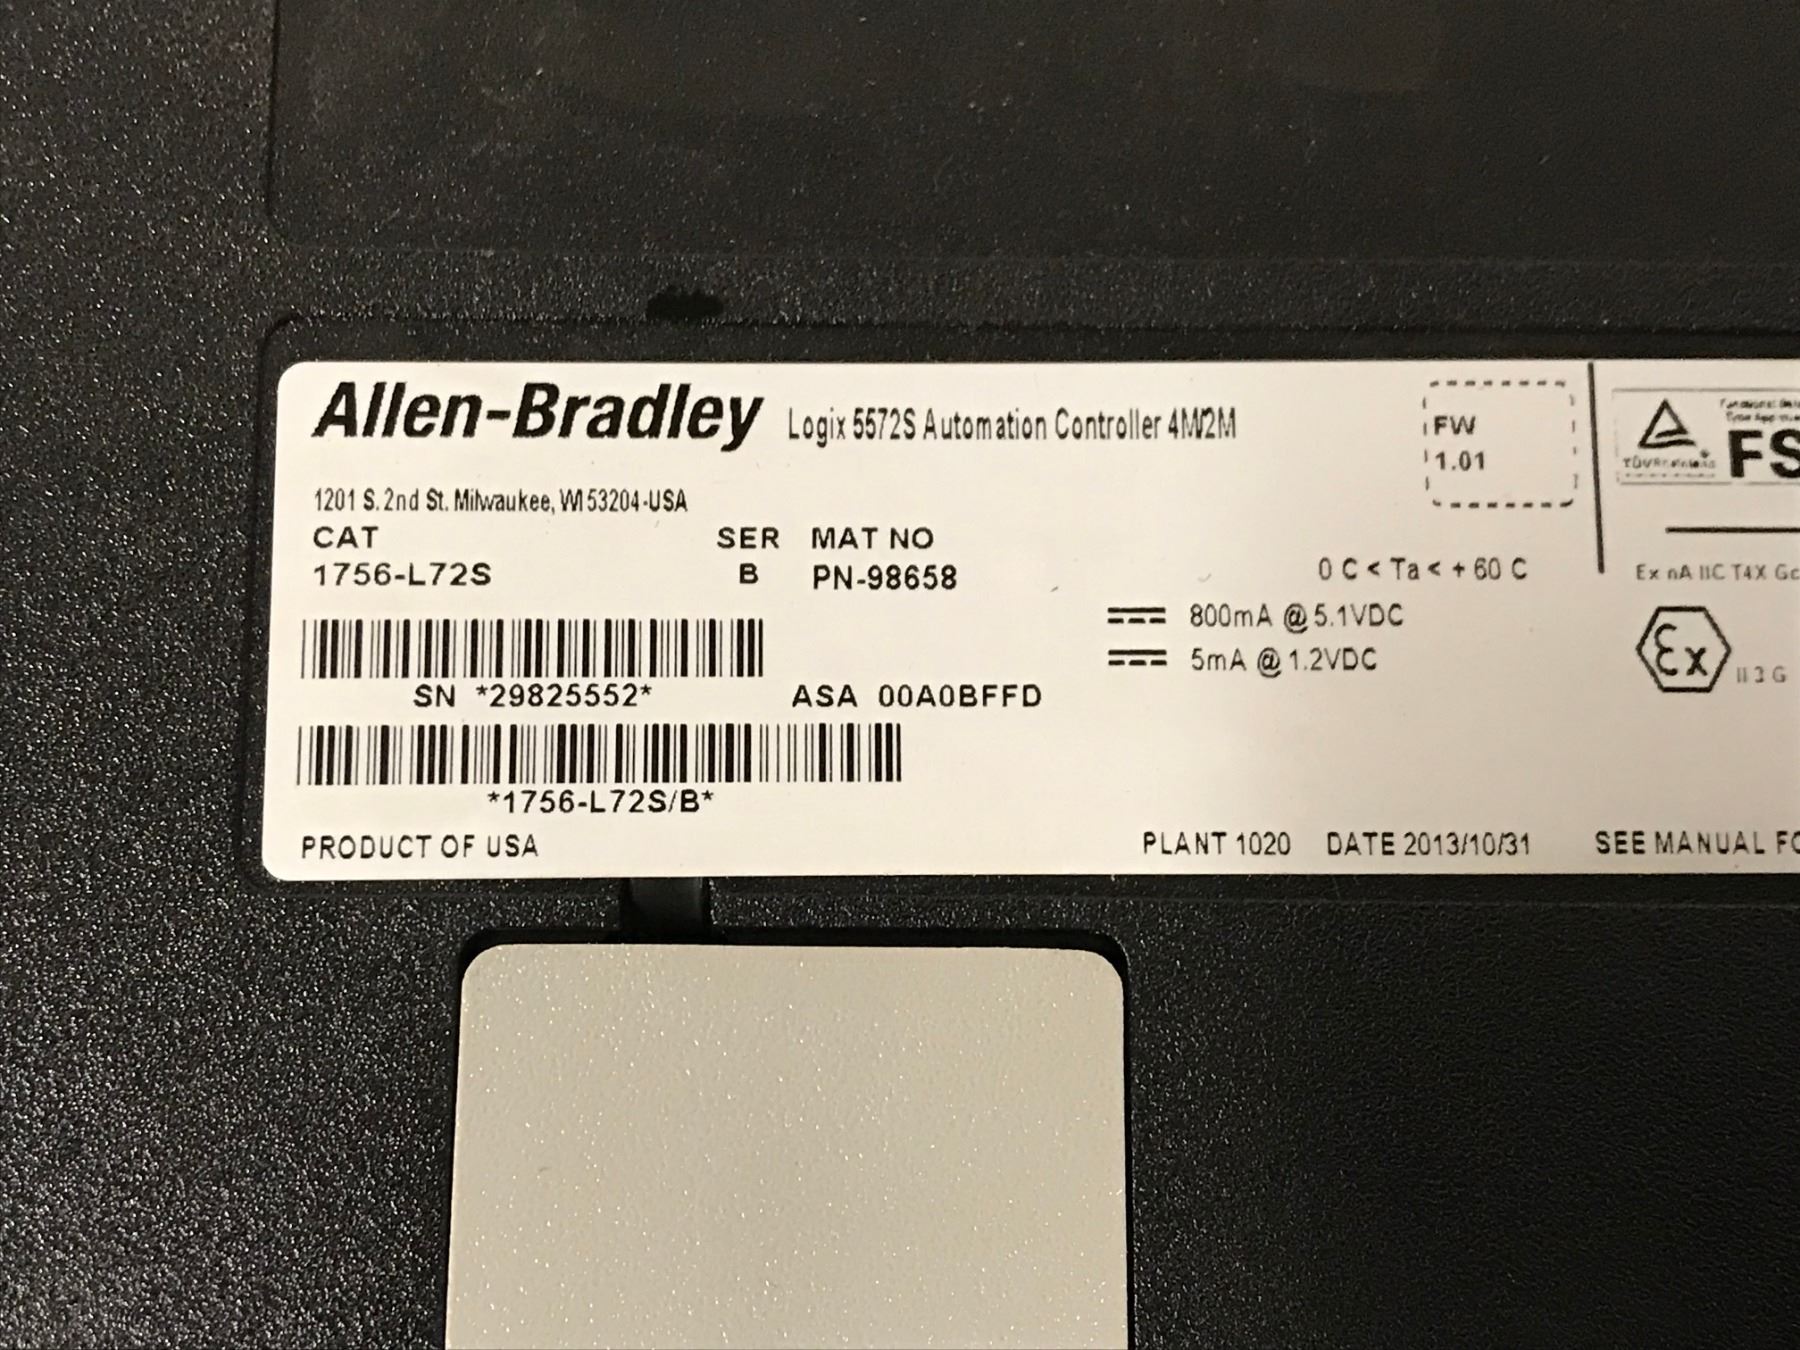 Allen-Bradley Logix 5572S Automation Controller 4M/2M
FW
1.01
FS
1201 S. 2nd St. Milwaukee, WI 53204-USA
CAT SER MAT NO
1756-L72S B PN-98658
0 C < Ta < + 60 C
Ex nA IIC T4X Gc
800mA @ 5.1VDC
5mA @ 1.2VDC
Ex II 3 G
SN *29825552* ASA 00A0BFFD
*1756-L72S/B*
PRODUCT OF USA PLANT 1020 DATE 2013/10/31 SEE MANUAL FO